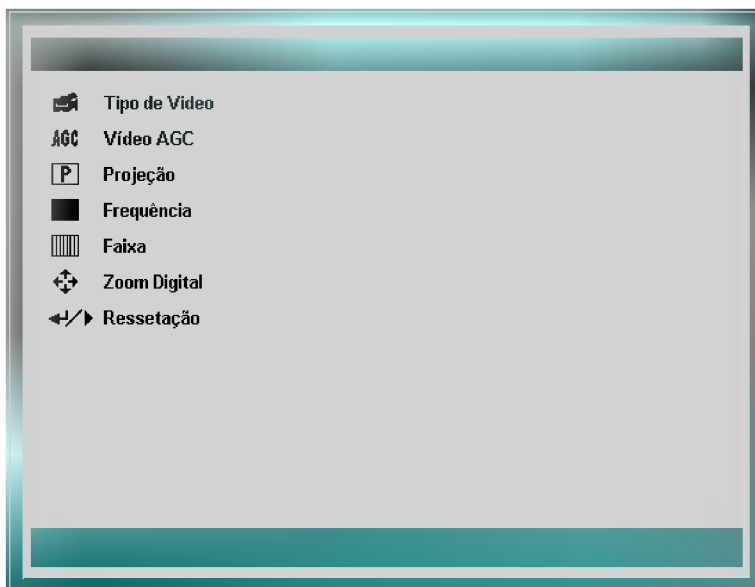 Tipo de Video
AGC Vídeo AGC
P Projeção
Frequência
Faixa
Zoom Digital
Ressetação